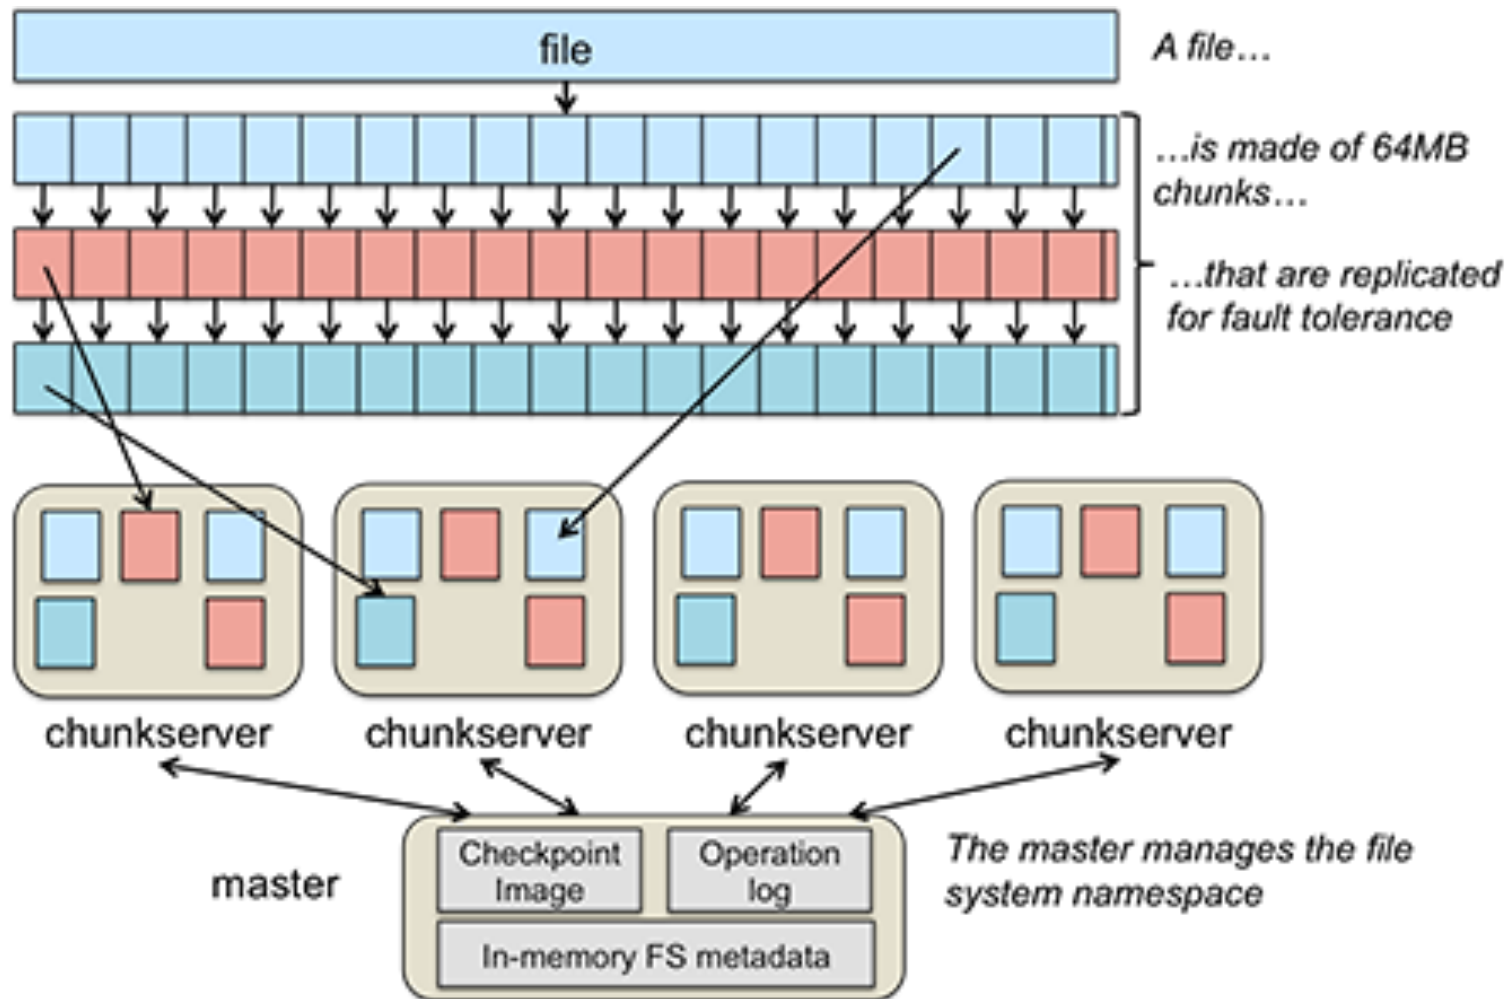 file
A file…
…is made of 64MB
chunks…
…that are replicated
for fault tolerance
chunkserver
chunkserver
chunkserver
chunkserver
master
Checkpoint
Image
Operation
log
In-memory FS metadata
The master manages the file
system namespace